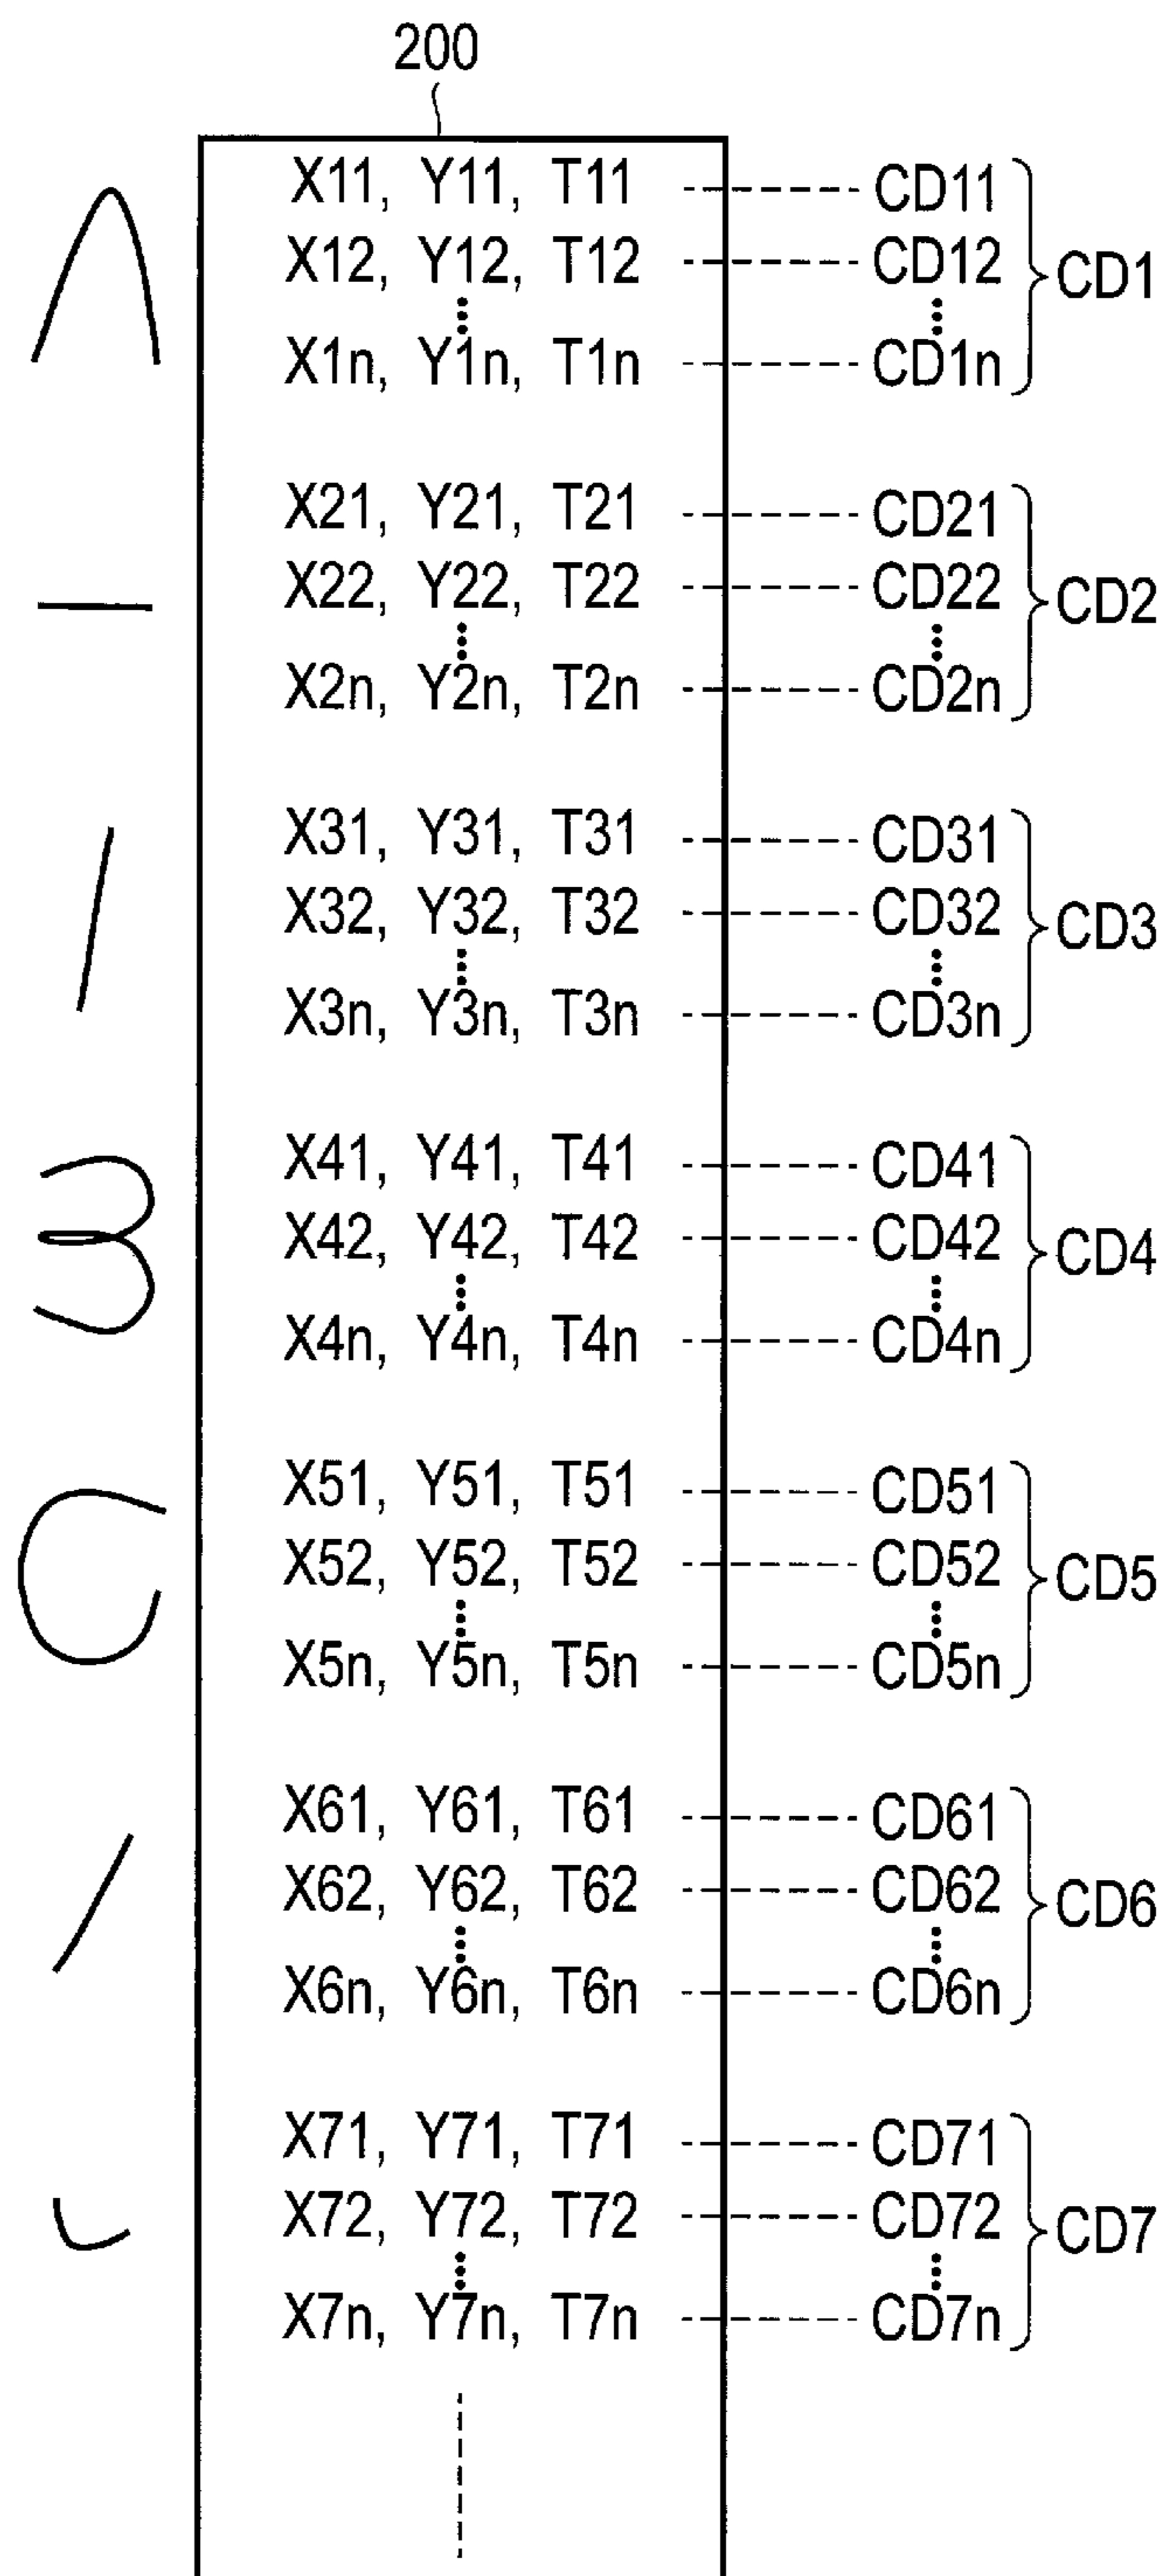 200
X11, Y11, T11 CD11
X12, Y12, T12 CD12 CD1
X1n, Y1n, T1n CD1n
X21, Y21, T21 CD21
X22, Y22, T22 CD22 CD2
X2n, Y2n, T2n CD2n
X31, Y31, T31 CD31
X32, Y32, T32 CD32 CD3
X3n, Y3n, T3n CD3n
X41, Y41, T41 CD41
X42, Y42, T42 CD42 CD4
X4n, Y4n, T4n CD4n
X51, Y51, T51 CD51
X52, Y52, T52 CD52 CD5
X5n, Y5n, T5n CD5n
X61, Y61, T61 CD61
X62, Y62, T62 CD62 CD6
X6n, Y6n, T6n CD6n
X71, Y71, T71 CD71
X72, Y72, T72 CD72 CD7
X7n, Y7n, T7n CD7n